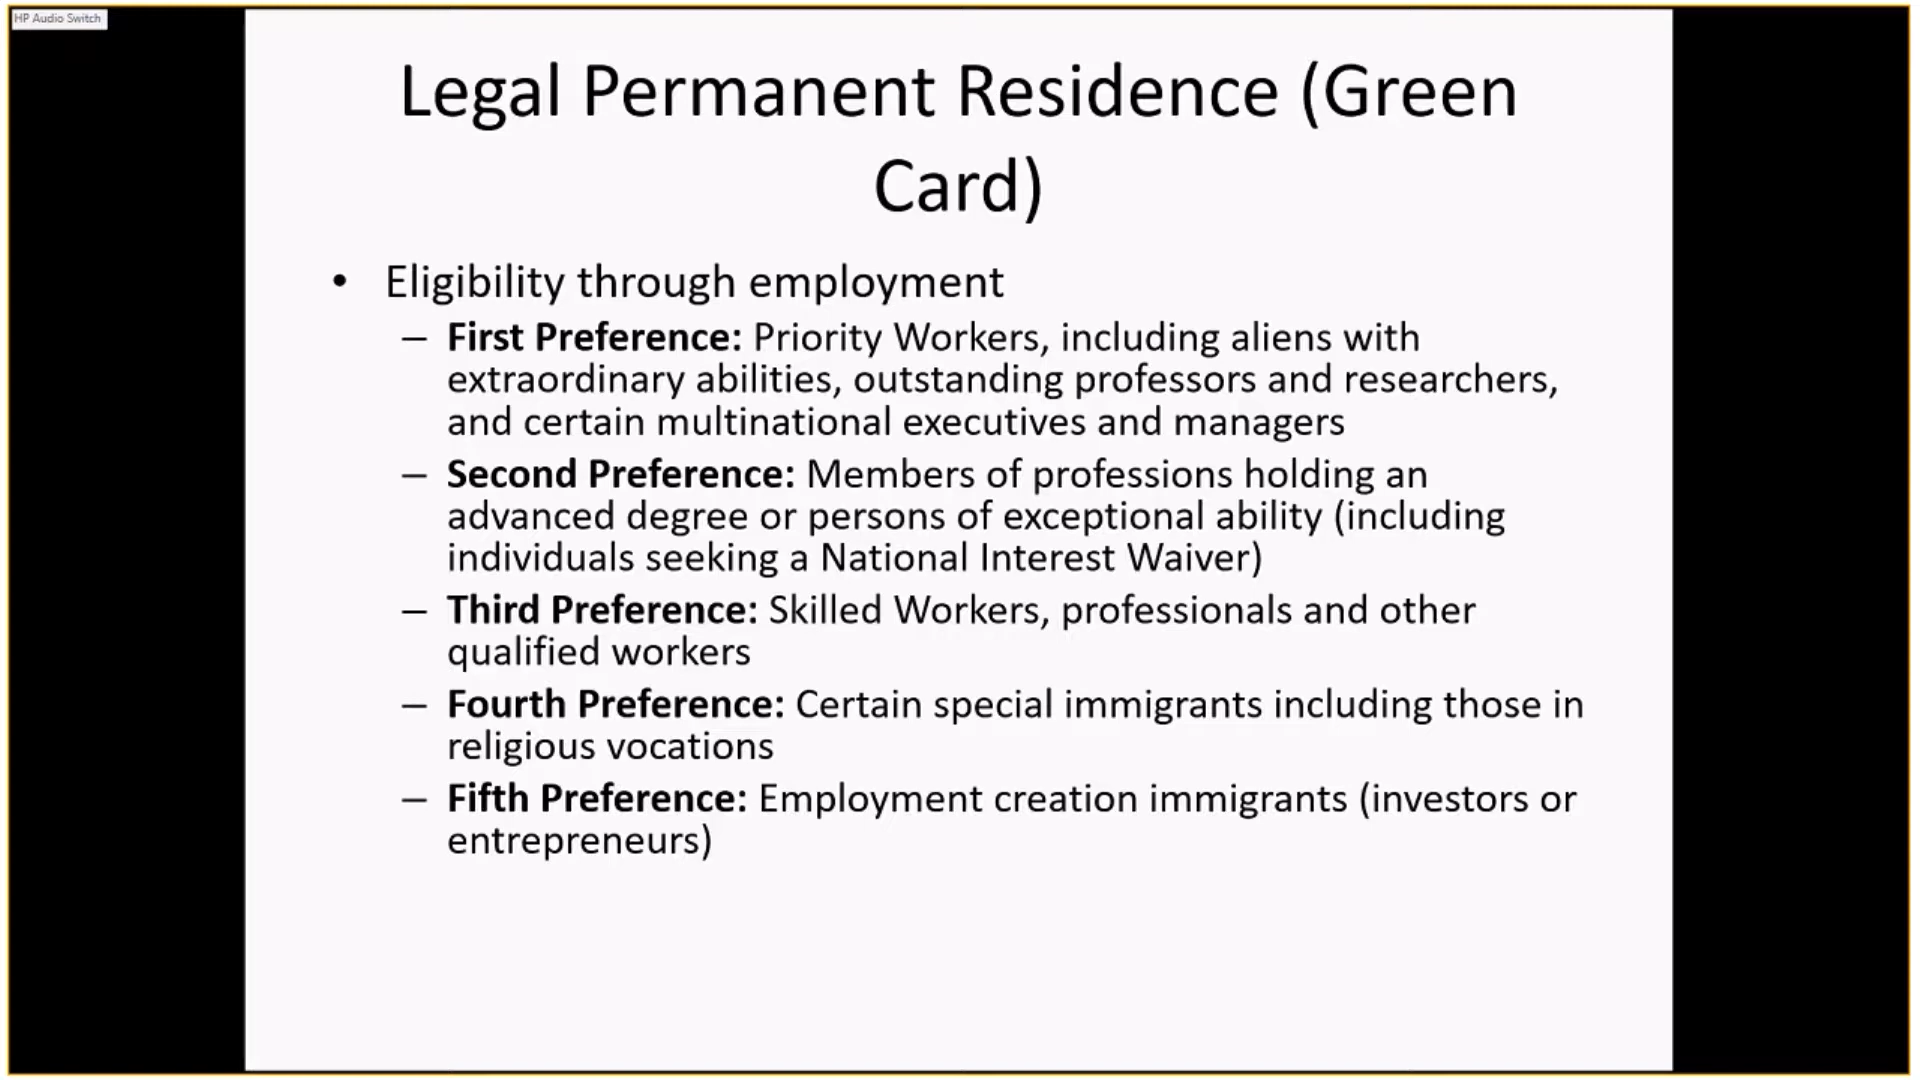 HP Audio Switch
Legal Permanent Residence (Green
Card)
• Eligibility through employment
– First Preference: Priority Workers, including aliens with
extraordinary abilities, outstanding professors and researchers,
and certain multinational executives and managers
– Second Preference: Members of professions holding an
advanced degree or persons of exceptional ability (including
individuals seeking a National Interest Waiver)
– Third Preference: Skilled Workers, professionals and other
qualified workers
– Fourth Preference: Certain special immigrants including those in
religious vocations
– Fifth Preference: Employment creation immigrants (investors or
entrepreneurs)